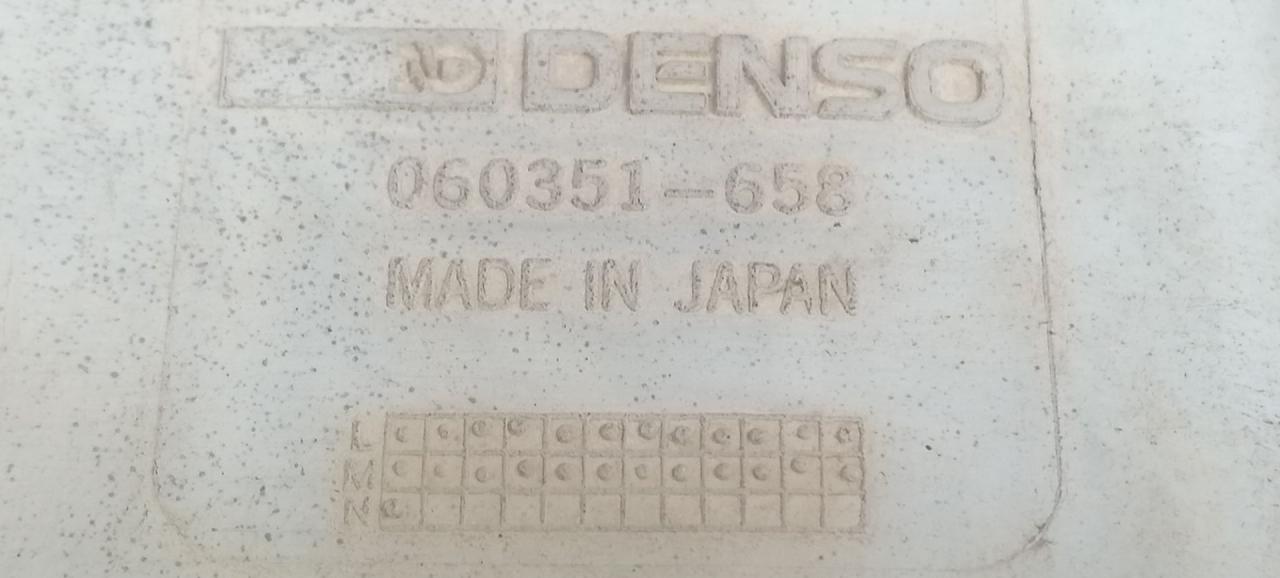 DENSO
060351-658
MADE IN JAPAN
L
M
N